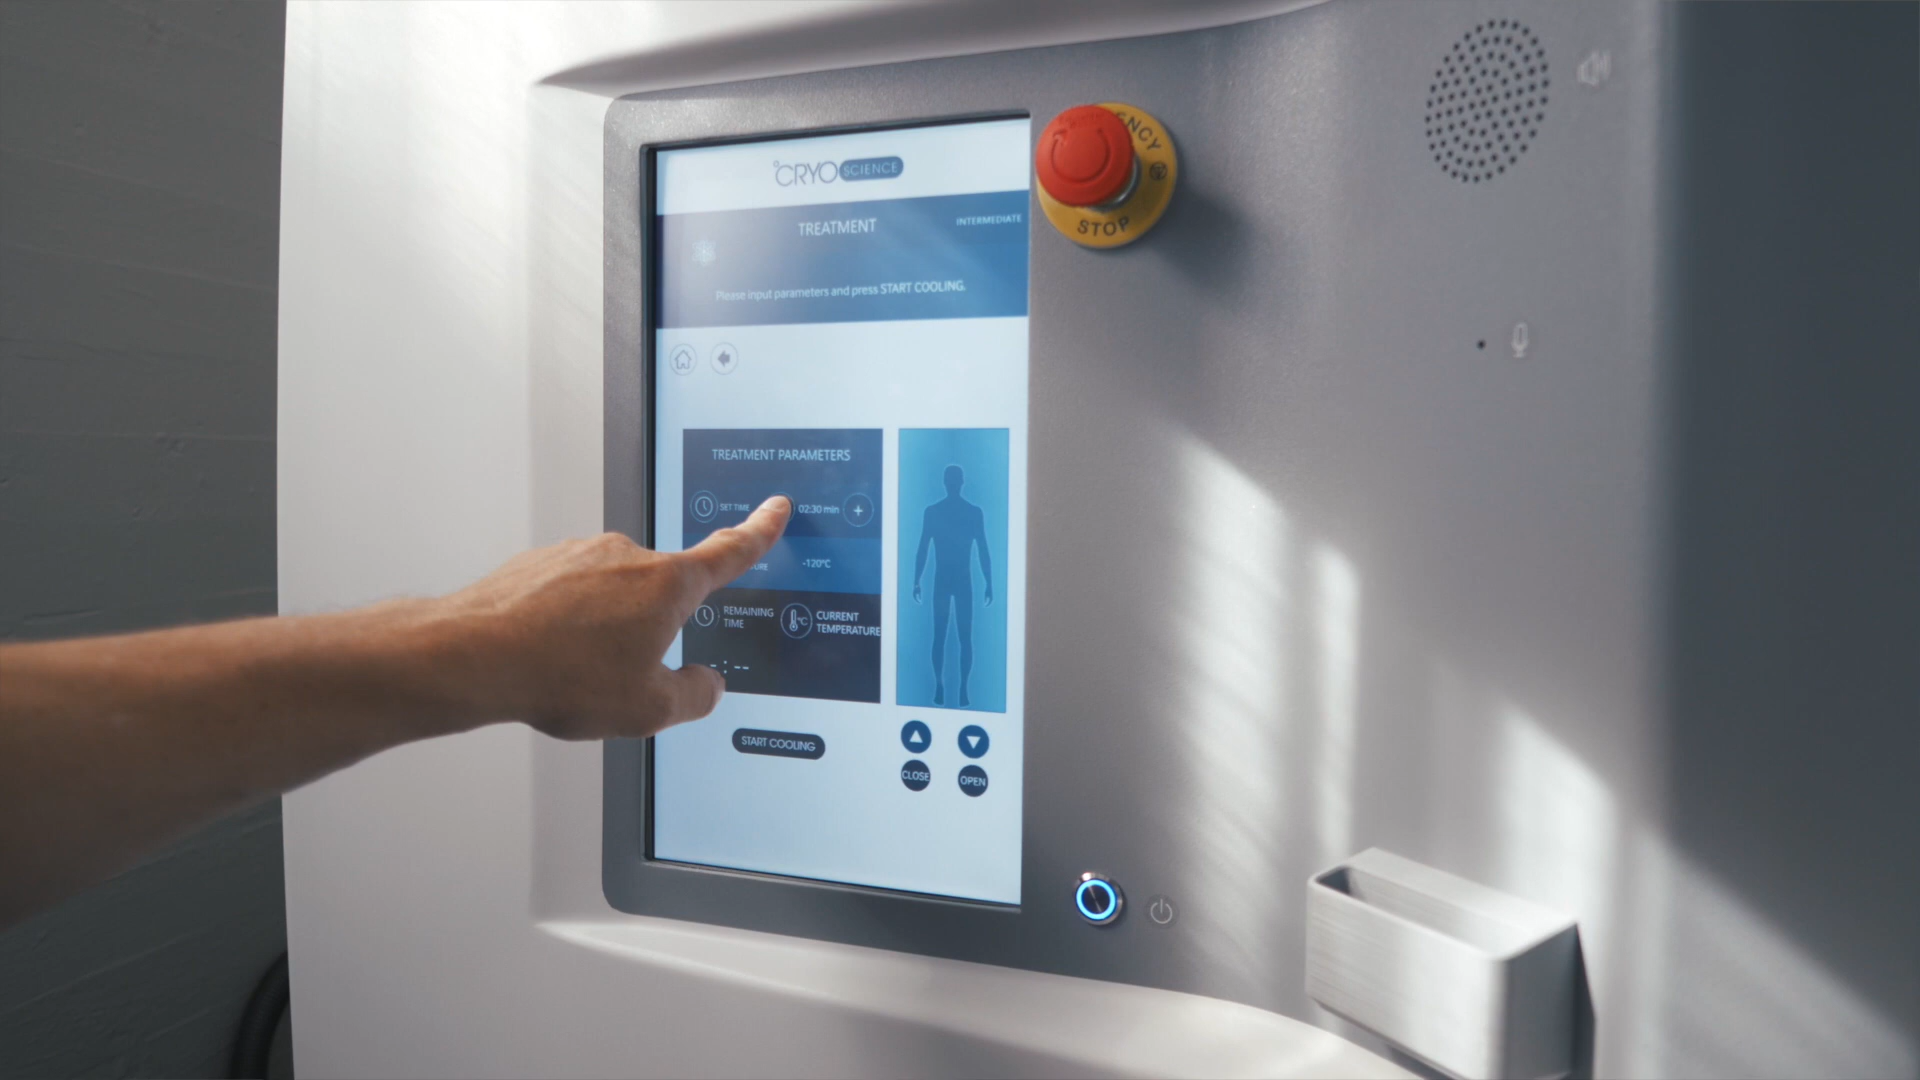 °CRYO SCIENCE
TREATMENT
INTERMEDIATE
Please input parameters and press START COOLING.
TREATMENT PARAMETERS
SET TIME
02:30 min
+
-120°C
REMAINING
TIME
°C
CURRENT
TEMPERATURE
- : --
START COOLING
CLOSE
OPEN
STOP